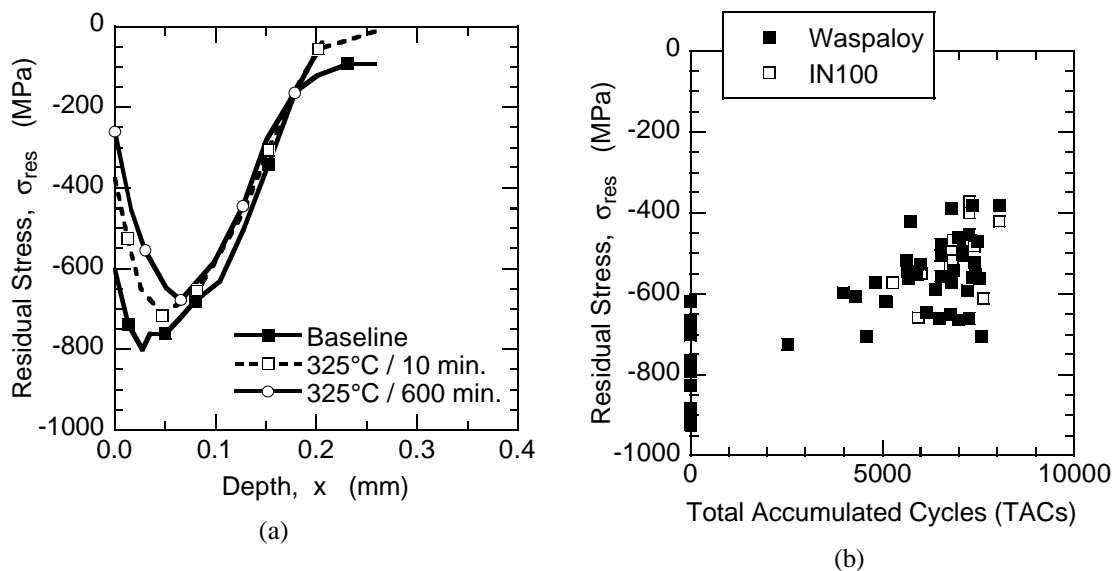 0
-200
-400
-600
-800
-1000
0.0
0.1
0.2
0.3
0.4
Residual Stress, σres (MPa)
Depth, x (mm)
Baseline
325°C / 10 min.
325°C / 600 min.
(a)
Waspaloy
IN100
0
-200
-400
-600
-800
-1000
0
5000
10000
Residual Stress, σres (MPa)
Total Accumulated Cycles (TACs)
(b)